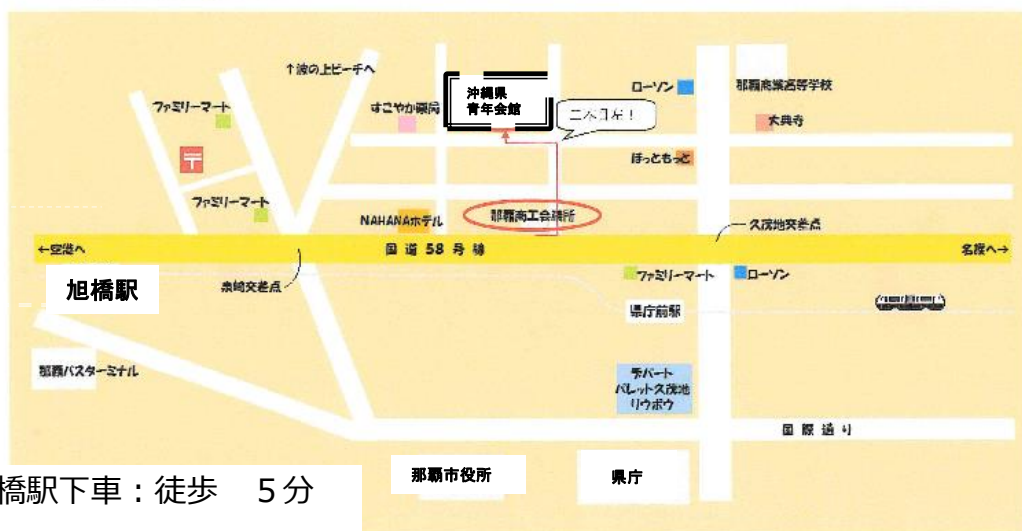 ↑波の上ビーチへ
ファミリーマート
すこやか薬局
沖縄県
青年会館
二本目左!
ローソン
那覇商業高等学校
大典寺
ほっともっと
〒
ファミリーマート
NAHANAホテル
那覇商工会議所
久茂地交差点
←空港へ
国道58号線
名護へ→
旭橋駅
泉崎交差点
ファミリーマート
ローソン
県庁前駅
那覇バスターミナル
デパート
パレット久茂地
リウボウ
国際通り
那覇市役所
県庁
橋駅下車:徒歩 5分